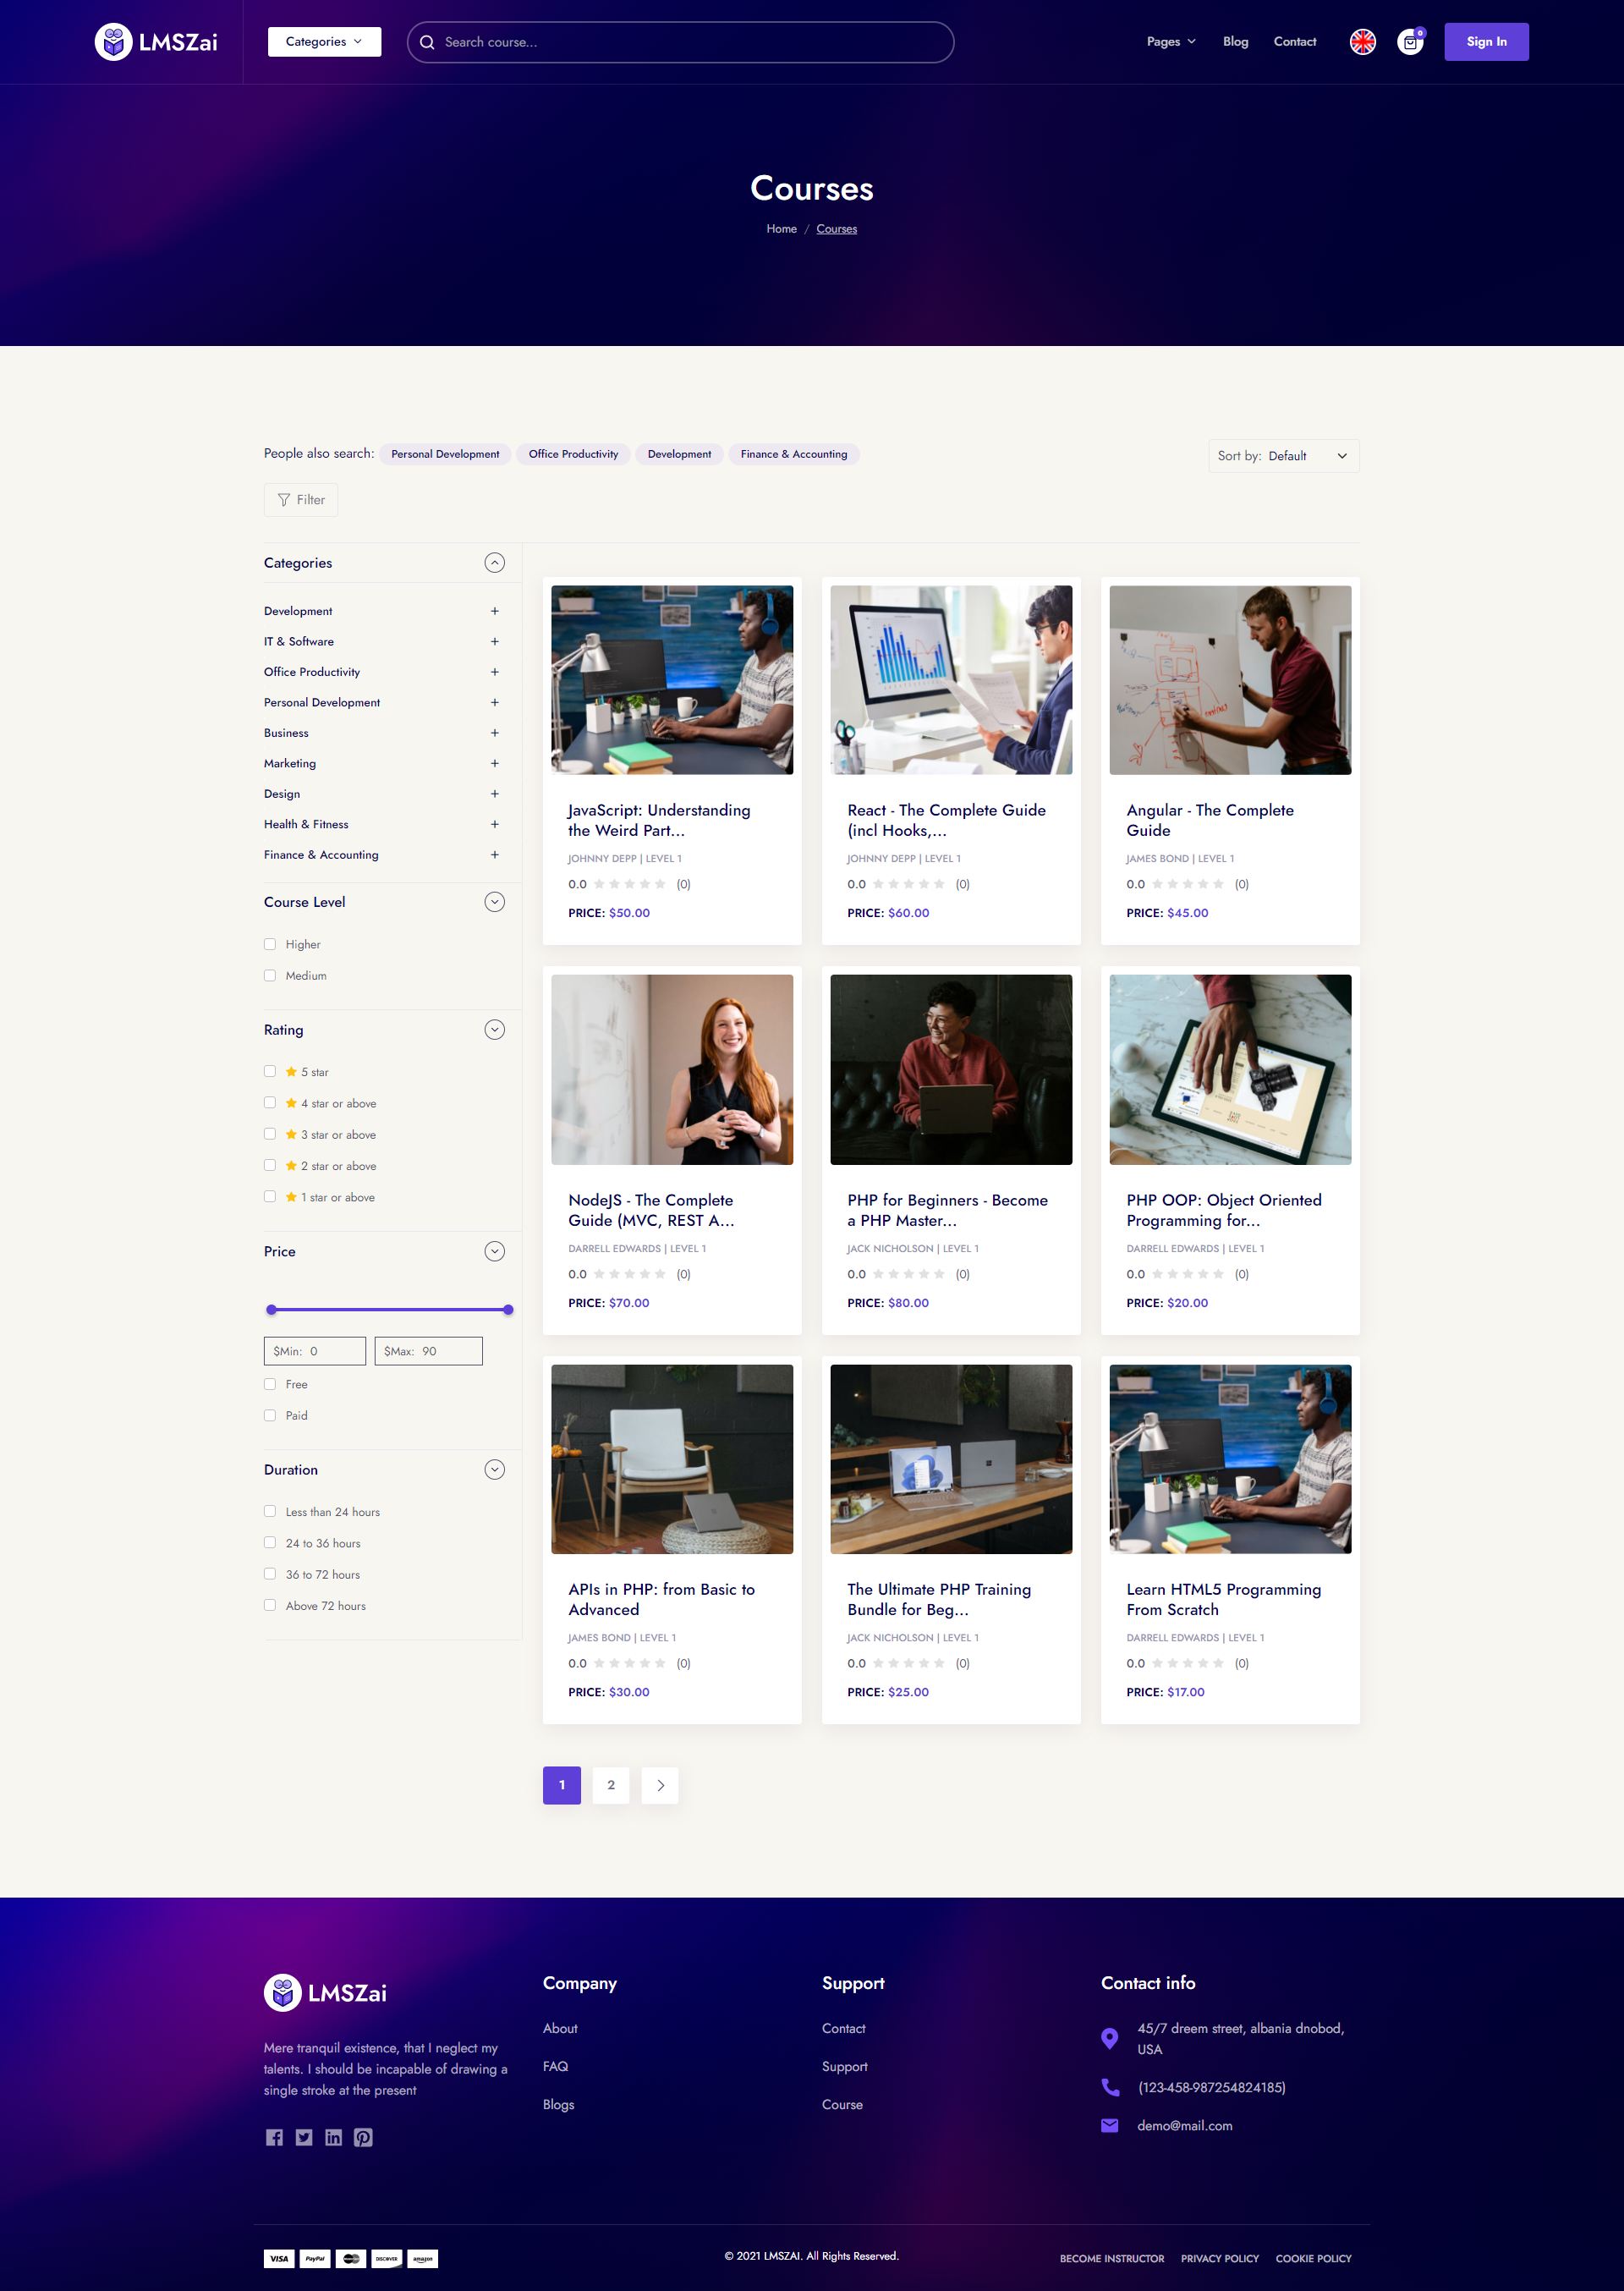 LMSZai
Categories
Search course...
Pages
Blog
Contact
0
Sign In
Courses
Home / Courses
People also search: Personal Development Office Productivity Development Finance & Accounting
Sort by: Default
Filter
Categories
Development +
IT & Software +
Office Productivity +
Personal Development +
Business +
Marketing +
Design +
Health & Fitness +
Finance & Accounting +
Course Level
Higher
Medium
Rating
5 star
4 star or above
3 star or above
2 star or above
1 star or above
Price
$Min: 0 $Max: 90
Free
Paid
Duration
Less than 24 hours
24 to 36 hours
36 to 72 hours
Above 72 hours
JavaScript: Understanding
the Weird Part...
JOHNNY DEPP | LEVEL 1
0.0 (0)
PRICE: $50.00
React - The Complete Guide
(incl Hooks,...
JOHNNY DEPP | LEVEL 1
0.0 (0)
PRICE: $60.00
Angular - The Complete
Guide
JAMES BOND | LEVEL 1
0.0 (0)
PRICE: $45.00
NodeJS - The Complete
Guide (MVC, REST A...
DARRELL EDWARDS | LEVEL 1
0.0 (0)
PRICE: $70.00
PHP for Beginners - Become
a PHP Master...
JACK NICHOLSON | LEVEL 1
0.0 (0)
PRICE: $80.00
PHP OOP: Object Oriented
Programming for...
DARRELL EDWARDS | LEVEL 1
0.0 (0)
PRICE: $20.00
APIs in PHP: from Basic to
Advanced
JAMES BOND | LEVEL 1
0.0 (0)
PRICE: $30.00
The Ultimate PHP Training
Bundle for Beg...
JACK NICHOLSON | LEVEL 1
0.0 (0)
PRICE: $25.00
Learn HTML5 Programming
From Scratch
DARRELL EDWARDS | LEVEL 1
0.0 (0)
PRICE: $17.00
1 2
LMSZai
Mere tranquil existence, that I neglect my
talents. I should be incapable of drawing a
single stroke at the present
Company
About
FAQ
Blogs
Support
Contact
Support
Course
Contact info
45/7 dreem street, albania dnobod,
USA
(123-458-987254824185)
demo@mail.com
VISA PayPal DISCOVER amazon
© 2021 LMSZAI. All Rights Reserved.
BECOME INSTRUCTOR PRIVACY POLICY COOKIE POLICY